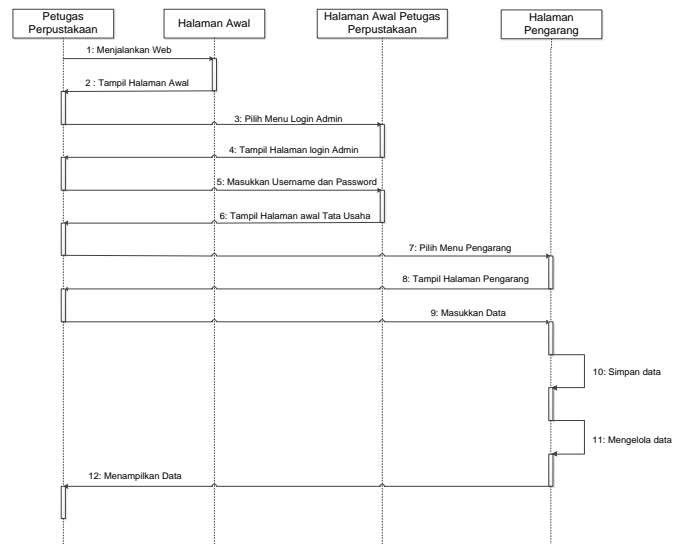 Petugas
Perpustakaan
Halaman Awal
Halaman Awal Petugas
Perpustakaan
Halaman
Pengarang
1: Menjalankan Web
2 : Tampil Halaman Awal
3: Pilih Menu Login Admin
4: Tampil Halaman login Admin
5: Masukkan Username dan Password
6: Tampil Halaman awal Tata Usaha
7: Pilih Menu Pengarang
8: Tampil Halaman Pengarang
9: Masukkan Data
10: Simpan data
11: Mengelola data
12: Menampilkan Data